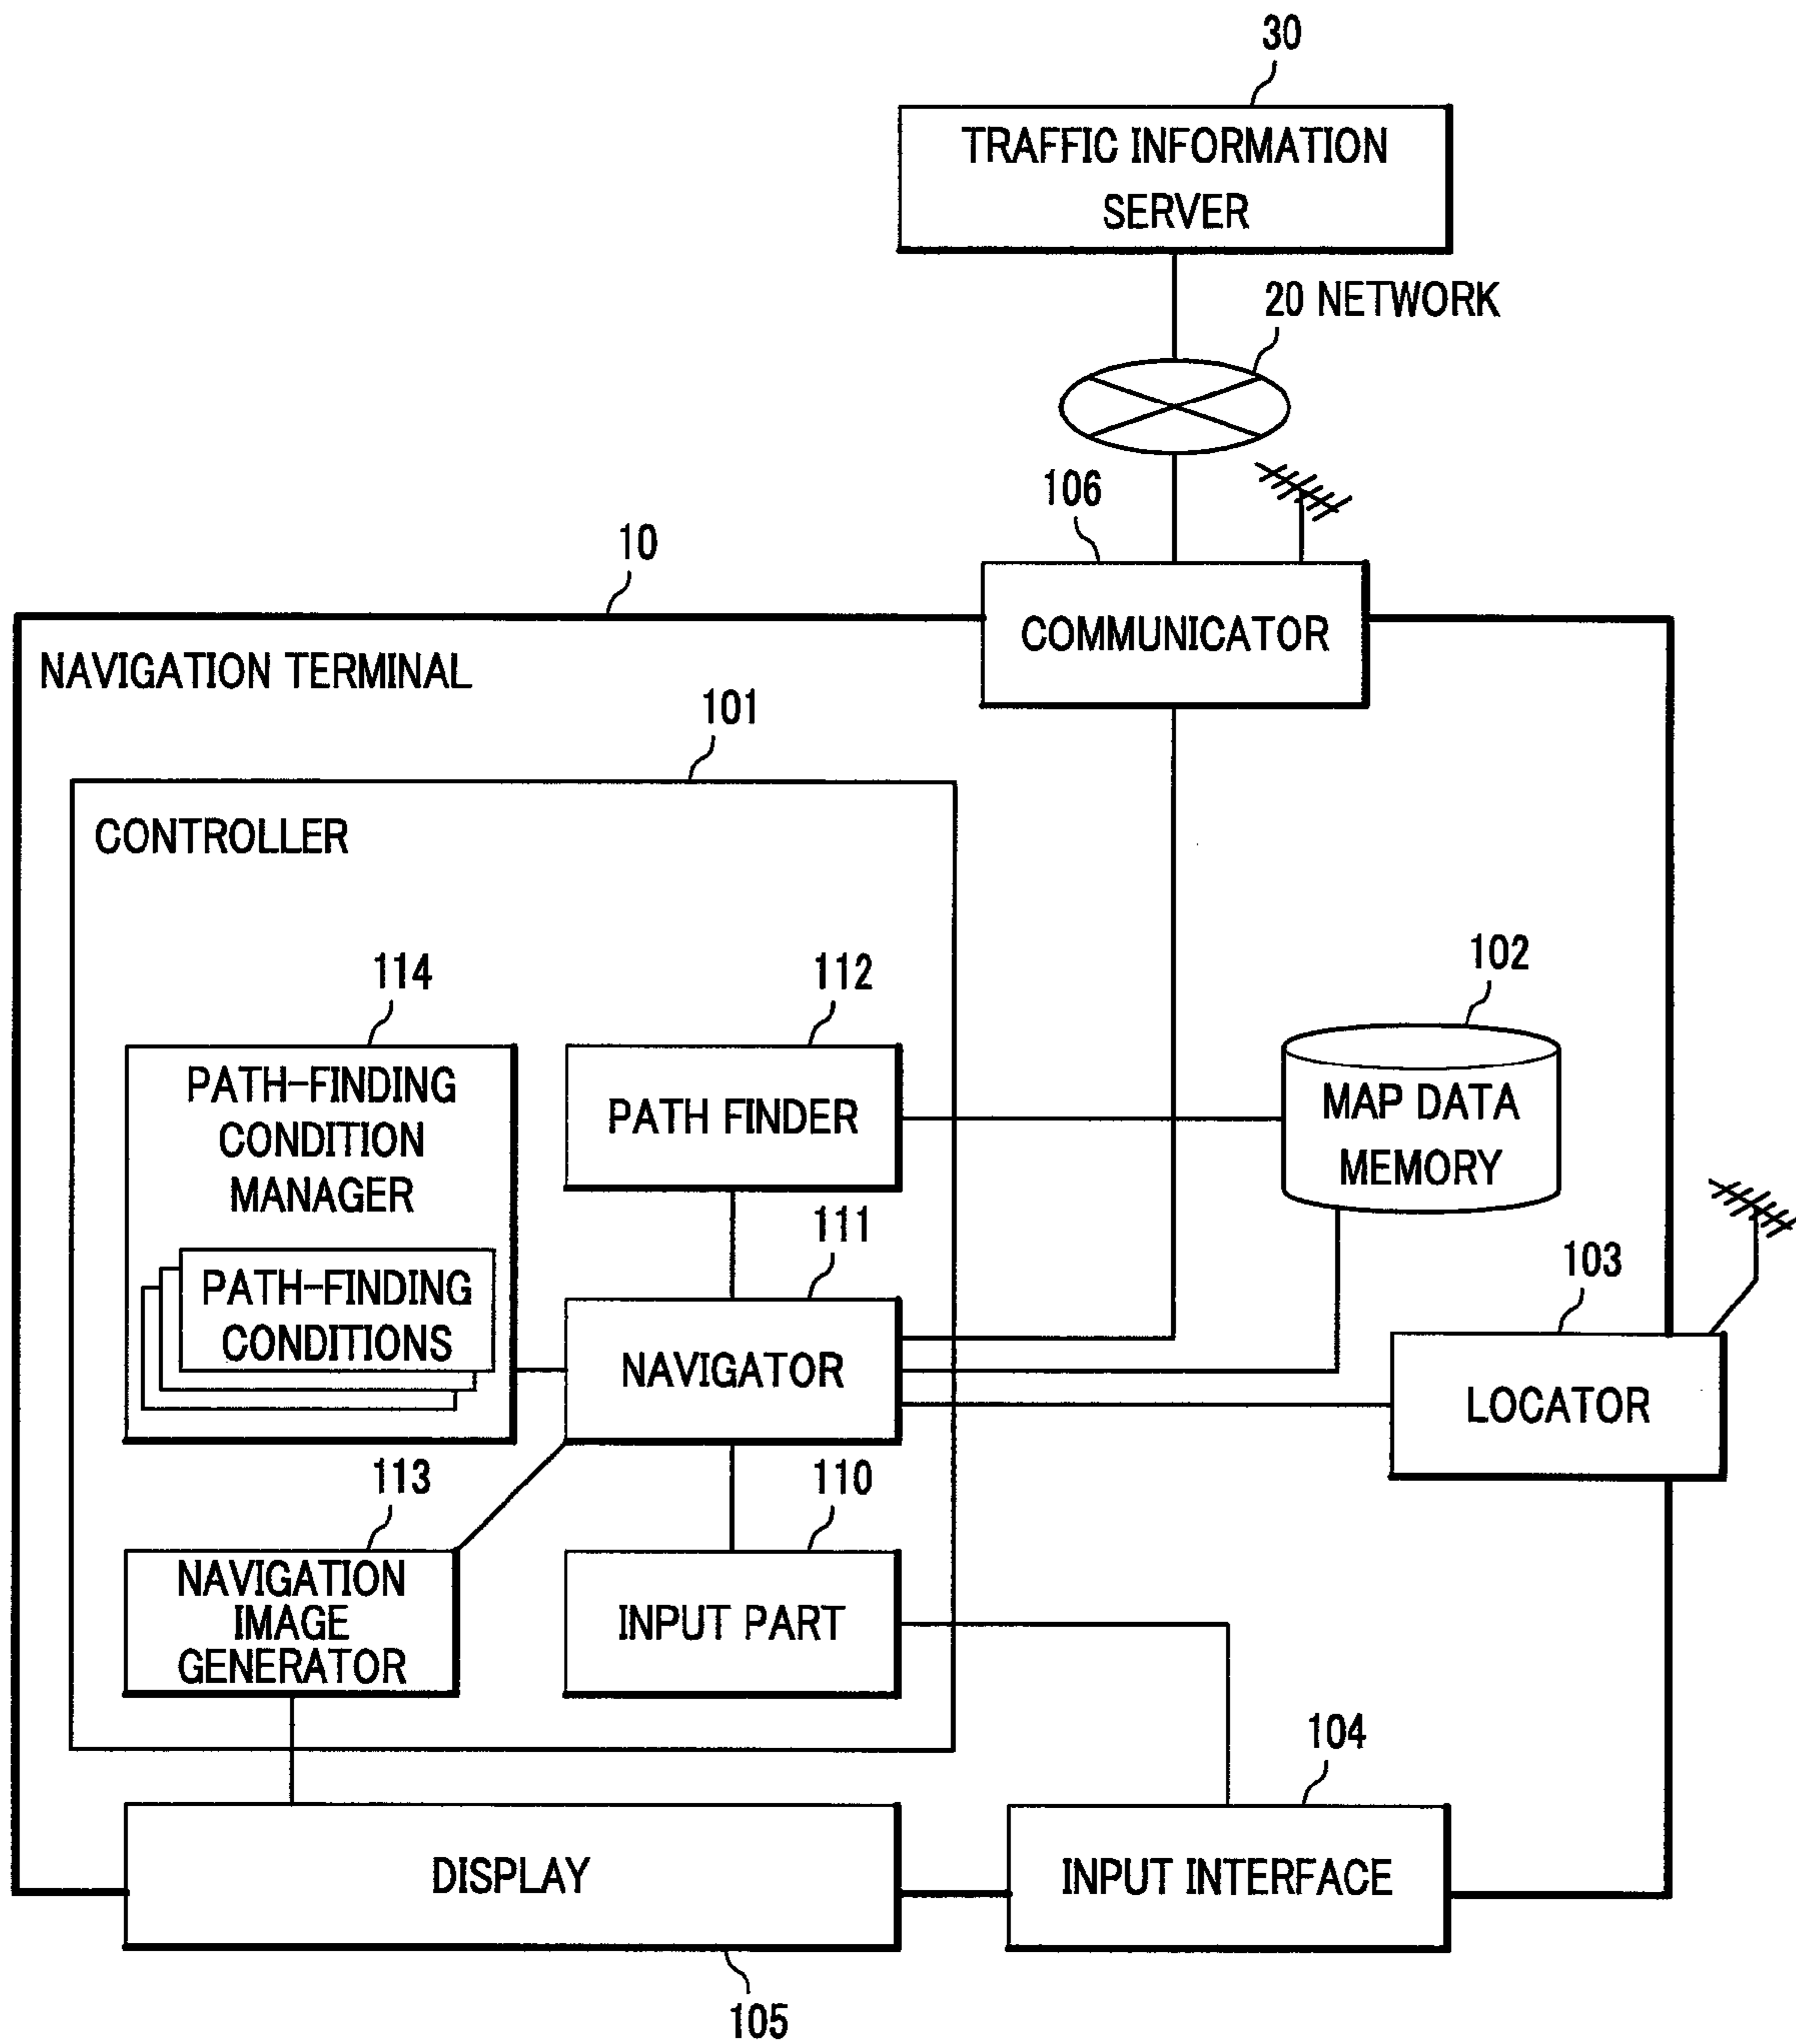 30
TRAFFIC INFORMATION
SERVER
20 NETWORK
106
10
COMMUNICATOR
NAVIGATION TERMINAL
101
CONTROLLER
114
112
102
PATH-FINDING
CONDITION
MANAGER
PATH FINDER
MAP DATA
MEMORY
111
103
PATH-FINDING
CONDITIONS
NAVIGATOR
LOCATOR
113
110
NAVIGATION
IMAGE
GENERATOR
INPUT PART
104
DISPLAY
INPUT INTERFACE
105